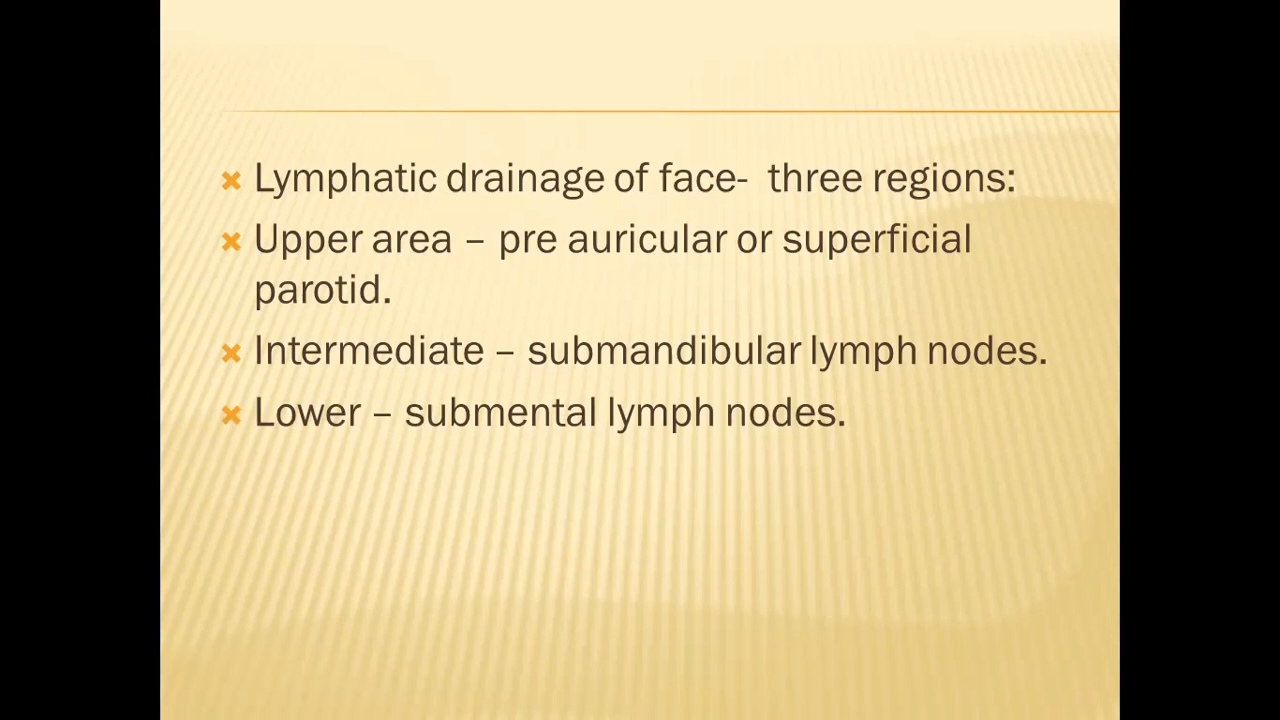 Lymphatic drainage of face-  three regions:
Upper area – pre auricular or superficial
parotid.
Intermediate – submandibular lymph nodes.
Lower – submental lymph nodes.